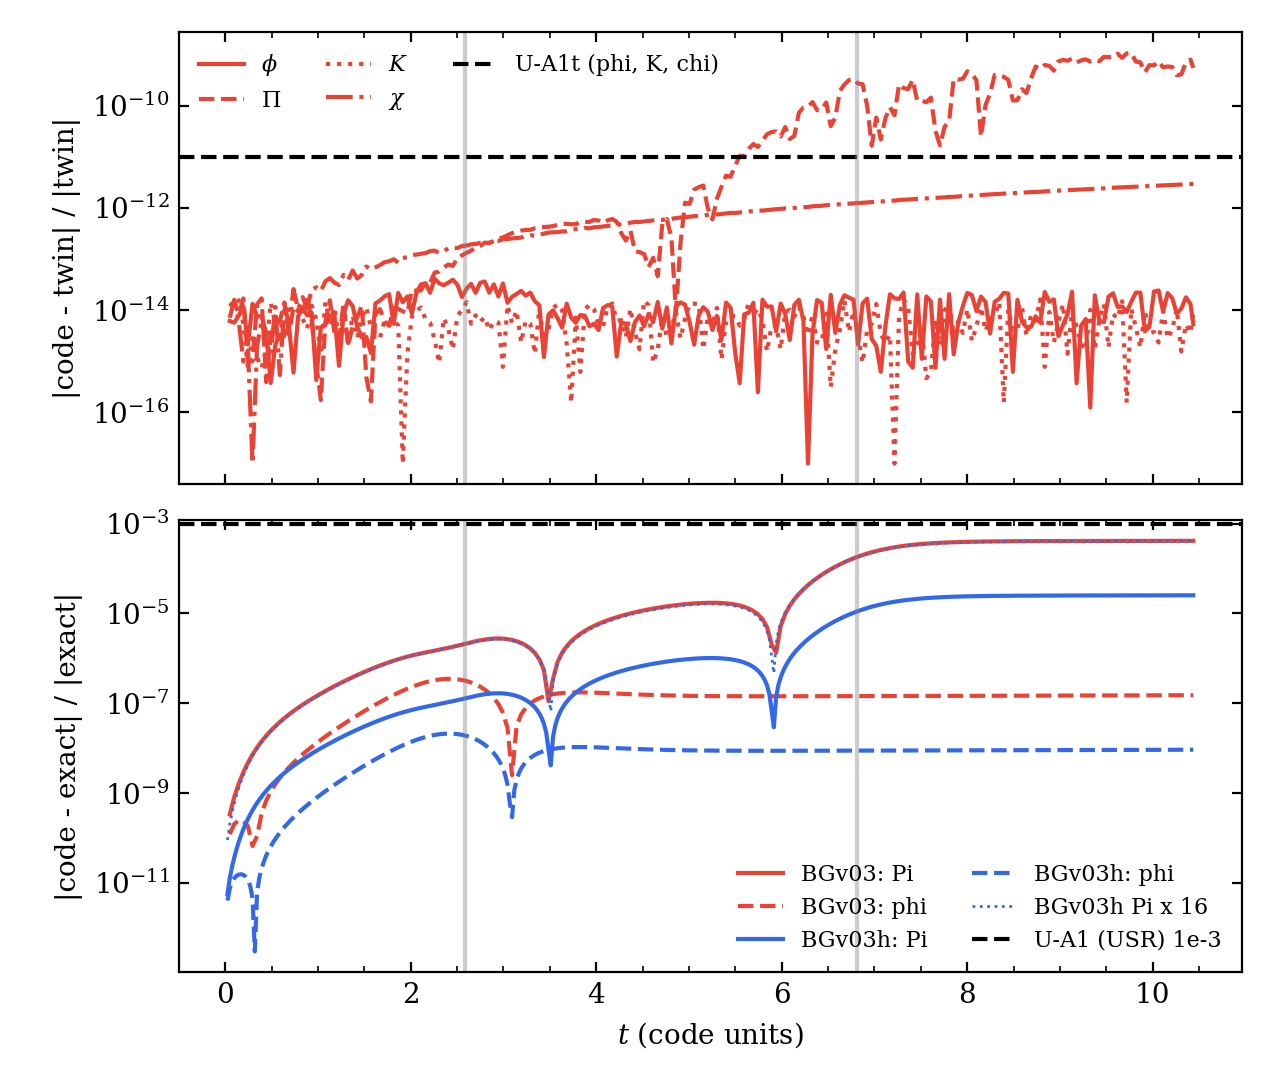 |code - twin| / |twin|
10⁻¹⁰
10⁻¹²
10⁻¹⁴
10⁻¹⁶
ϕ
Π
K
χ
U-A1t (phi, K, chi)
|code - exact| / |exact|
10⁻³
10⁻⁵
10⁻⁷
10⁻⁹
10⁻¹¹
BGv03: Pi
BGv03: phi
BGv03h: Pi
BGv03h: phi
BGv03h Pi x 16
U-A1 (USR) 1e-3
0 2 4 6 8 10
t (code units)